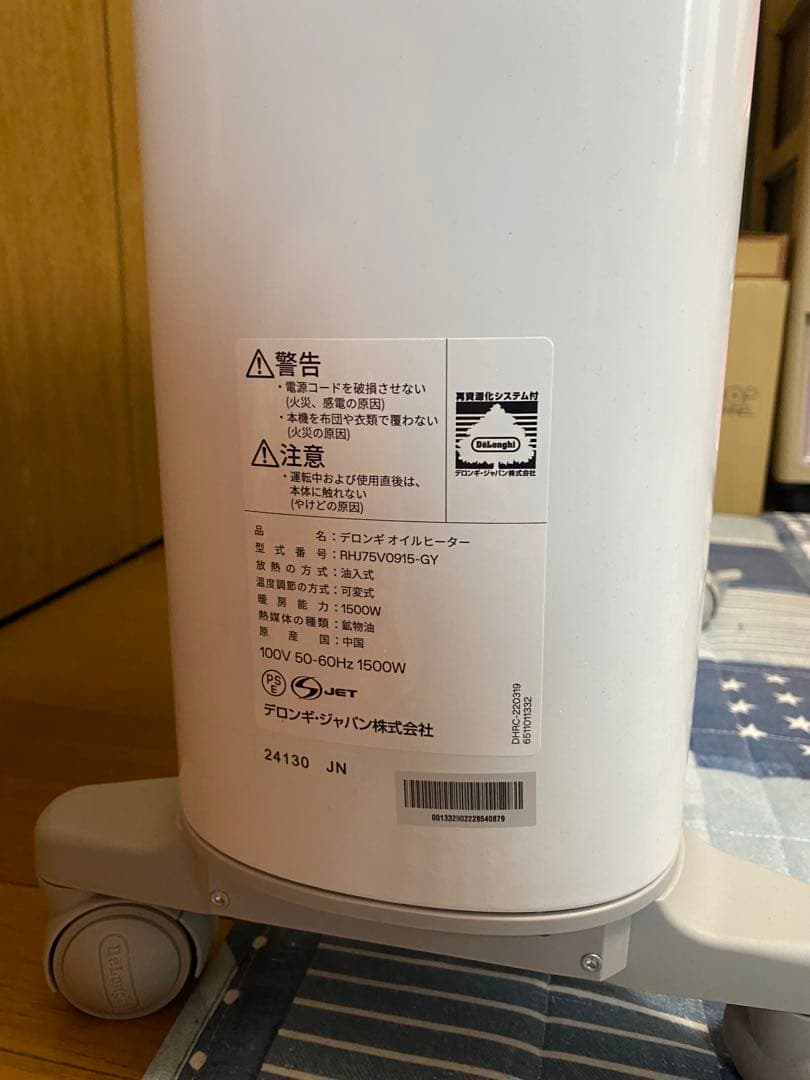 警告
・電源コードを破損させない
(火災、感電の原因)
・本機を布団や衣類で覆わない
(火災の原因)
注意
・運転中および使用直後は、
本体に触れない
(やけどの原因)
再資源化システム付
DeLonghi
デロンギ・ジャパン株式会社
品名：デロンギ オイルヒーター
型式番号：RHJ75V0915-GY
放熱の方式：油入式
温度調節の方式：可変式
暖房能力：1500W
熱媒体の種類：鉱物油
原産国：中国
100V 50-60Hz 1500W
PS
E
JET
デロンギ・ジャパン株式会社
DHRC-220319
6511011332
24130 JN
DeLonghi